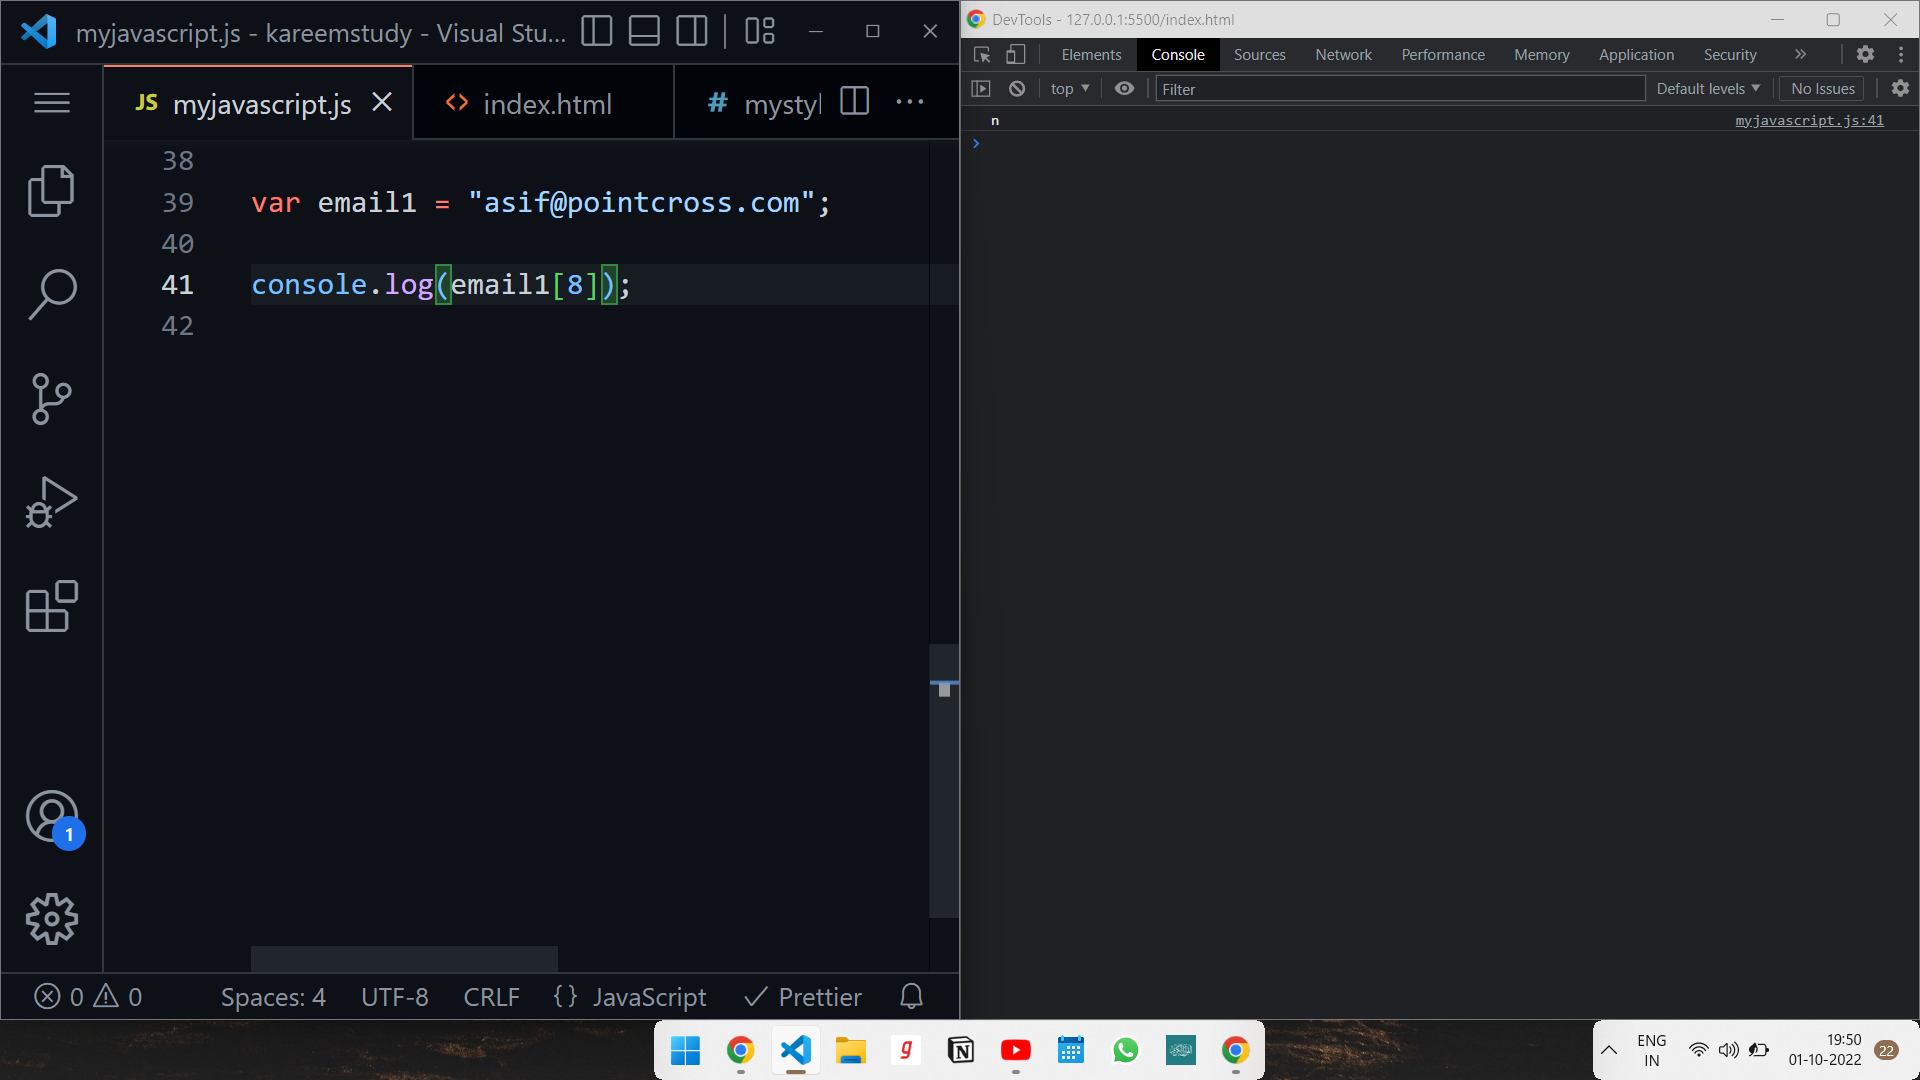 myjavascript.js - kareemstudy - Visual Stu...
JS myjavascript.js
<> index.html
# mysty
38
39 var email1 = "asif@pointcross.com";
40
41 console.log(email1[8]);
42
1
0 0
Spaces: 4
UTF-8
CRLF
{} JavaScript
Prettier
DevTools - 127.0.0.1:5500/index.html
Elements Console Sources Network Performance Memory Application Security »
top Filter Default levels No Issues
n myjavascript.js:41
>
g
N
ENG
IN
19:50
01-10-2022
22